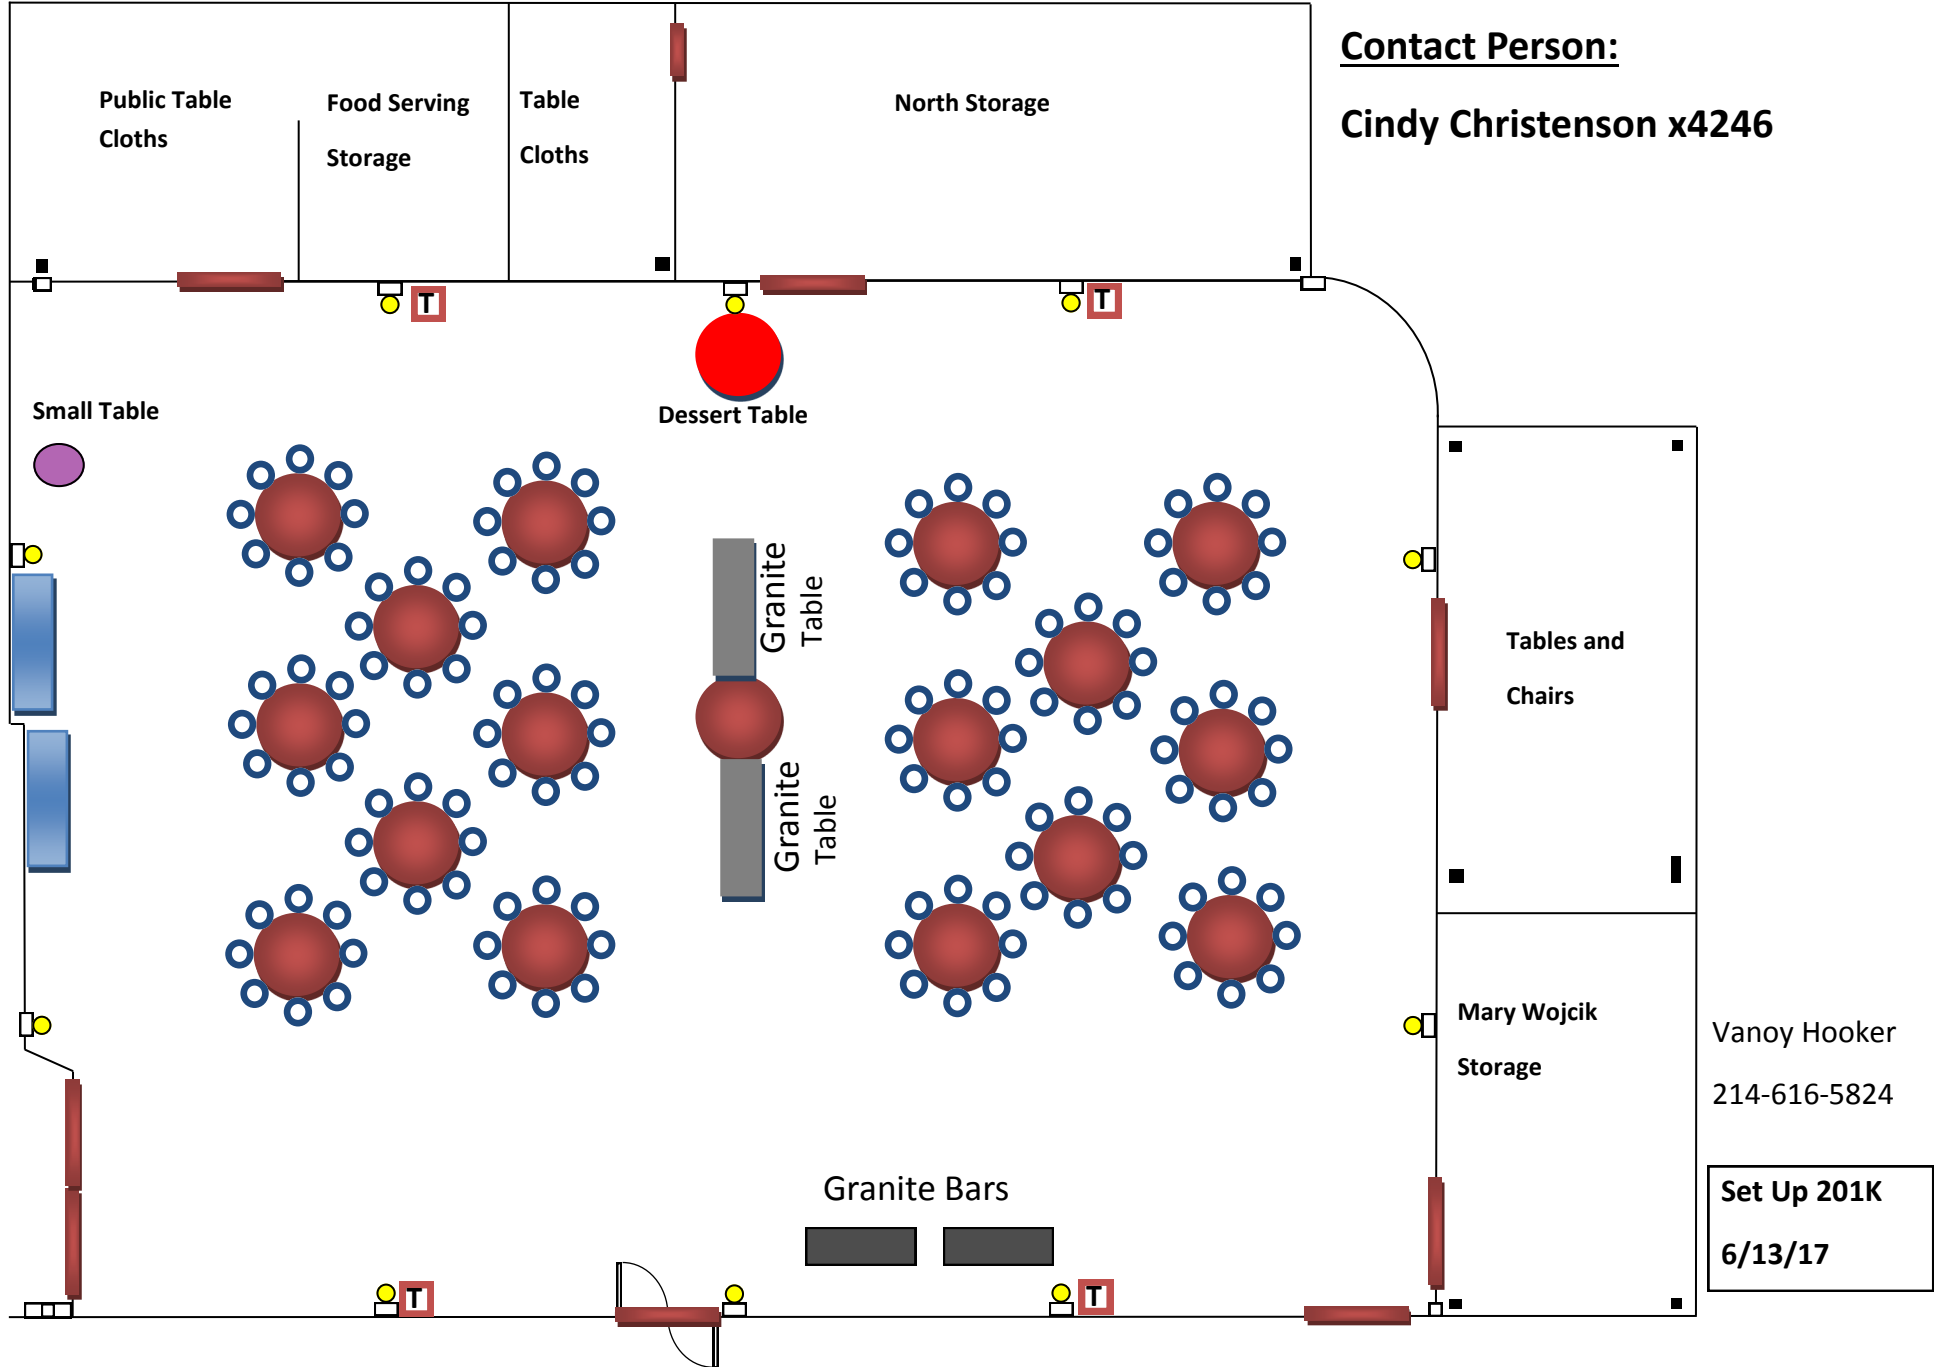 Contact Person:
Cindy Christenson x4246
Public Table
Cloths
Food Serving
Storage
Table
Cloths
North Storage
T
T
Small Table
Dessert Table
Granite
Table
Granite
Table
Tables and
Chairs
Mary Wojcik
Storage
Vanoy Hooker
214-616-5824
Granite Bars
Set Up 201K
6/13/17
T
T